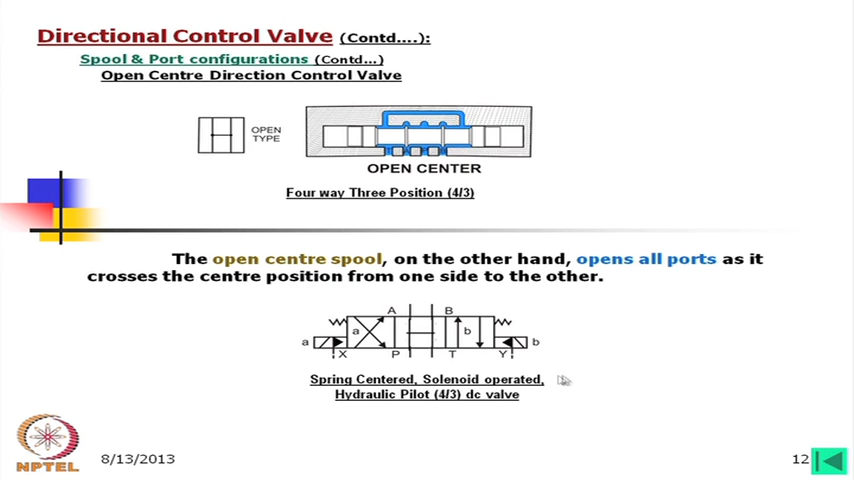 Directional Control Valve (Contd....):
Spool & Port configurations (Contd...)
Open Centre Direction Control Valve
OPEN
TYPE
OPEN CENTER
Four way Three Position (4/3)
The open centre spool, on the other hand, opens all ports as it
crosses the centre position from one side to the other.
A B
a a b b
X P T Y
Spring Centered, Solenoid operated,
Hydraulic Pilot (4/3) dc valve
NPTEL
8/13/2013
12